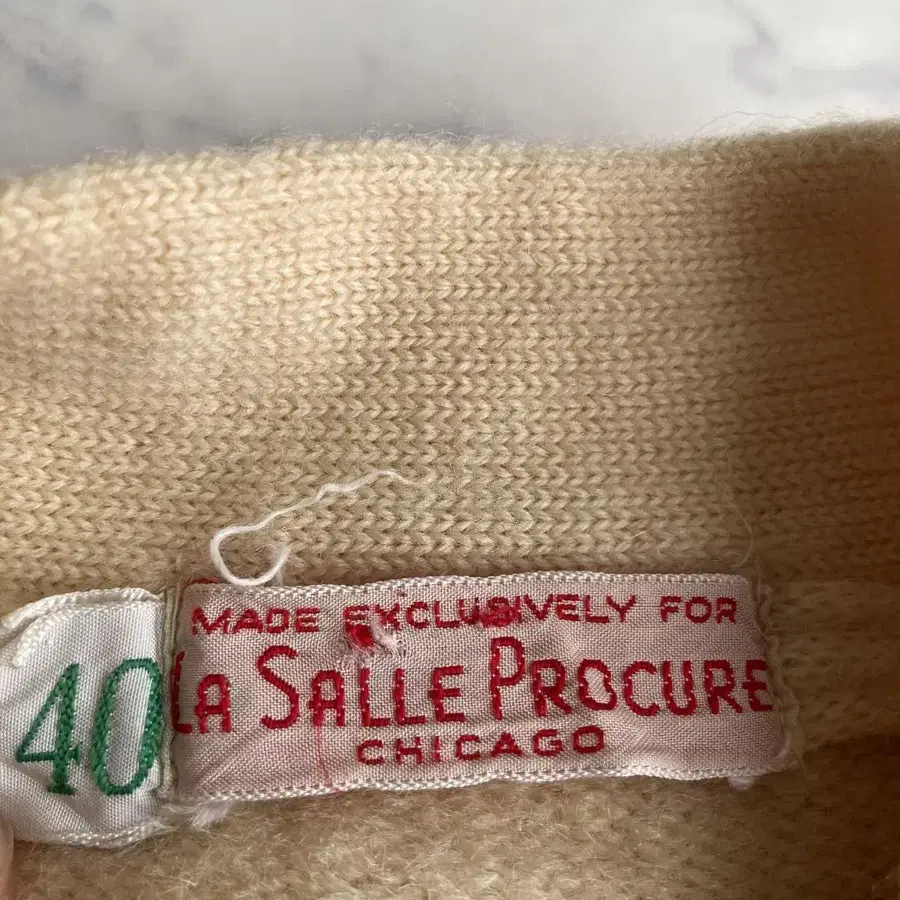 40
MADE EXCLUSIVELY FOR
LA SALLE PROCURE
CHICAGO